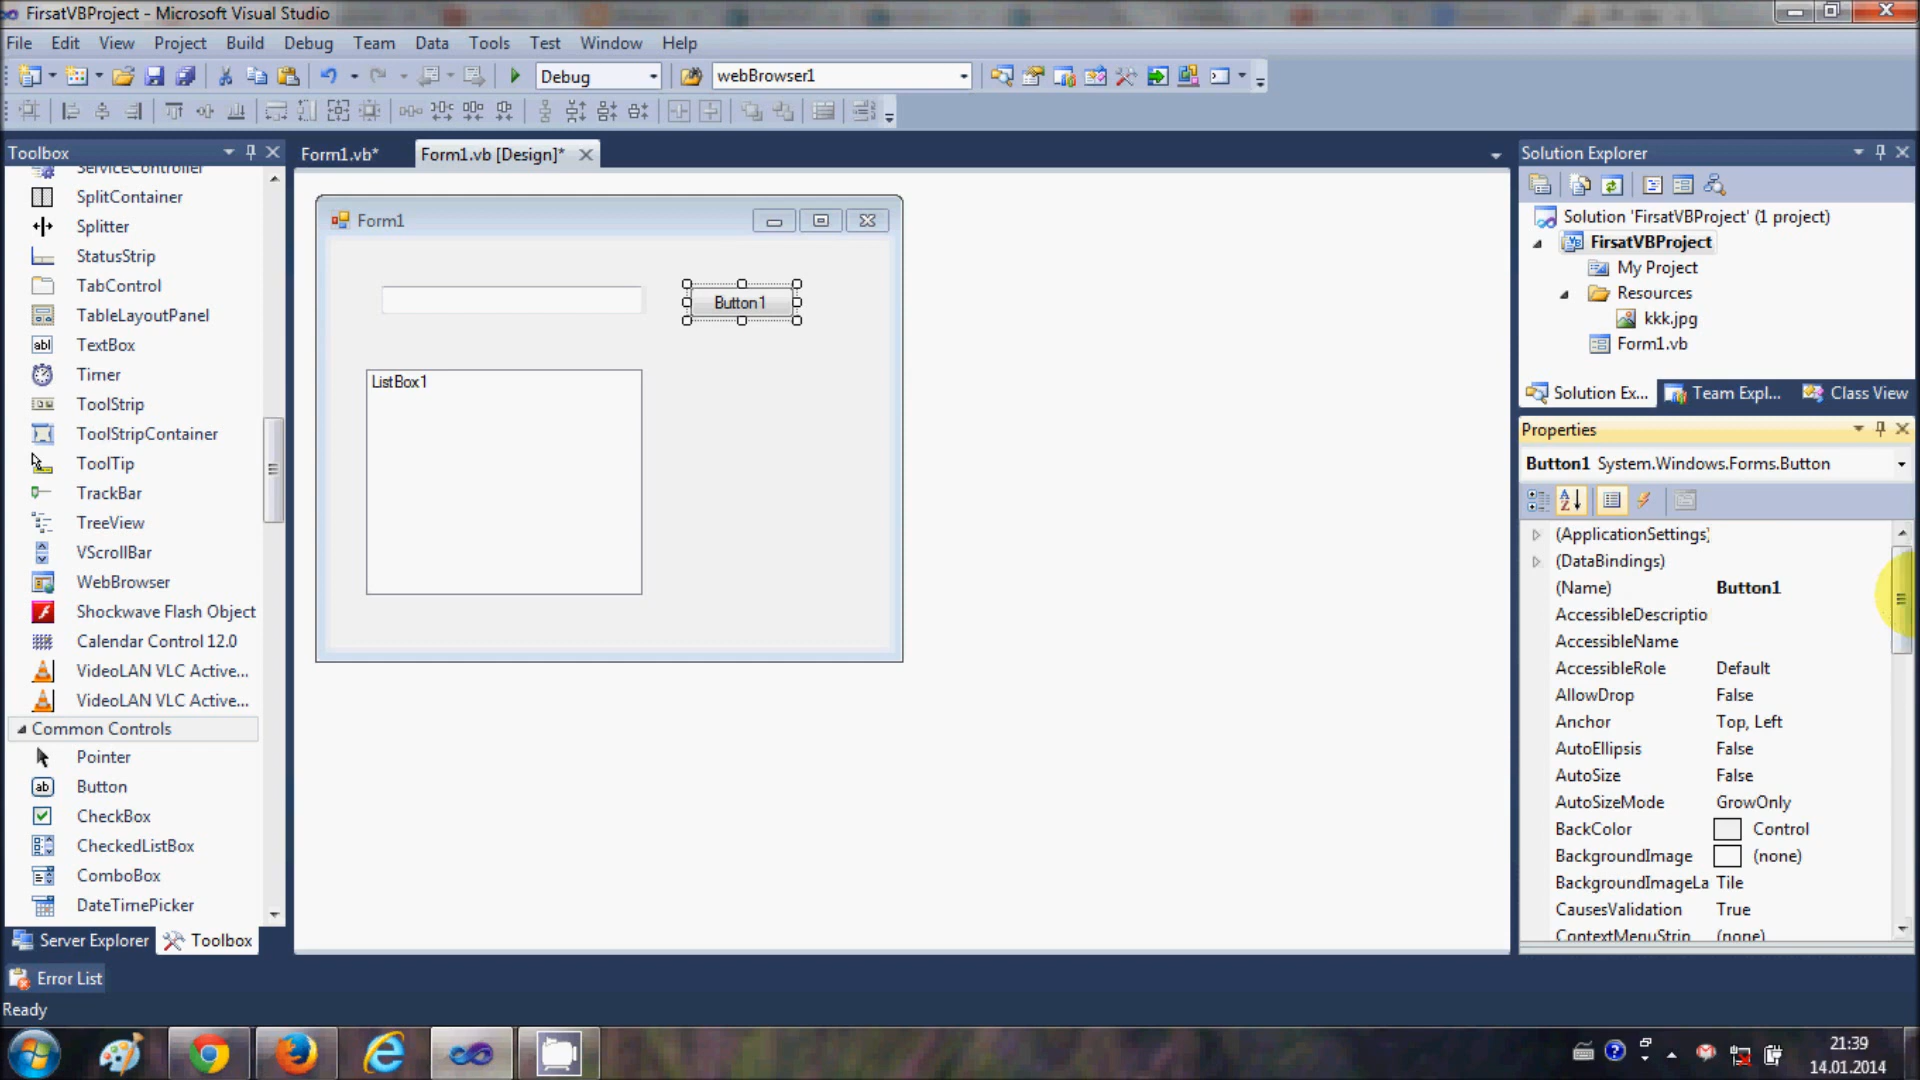 FirsatVBProject - Microsoft Visual Studio
File Edit View Project Build Debug Team Data Tools Test Window Help
Debug webBrowser1
Toolbox
ServiceController
SplitContainer
Splitter
StatusStrip
TabControl
TableLayoutPanel
TextBox
Timer
ToolStrip
ToolStripContainer
ToolTip
TrackBar
TreeView
VScrollBar
WebBrowser
Shockwave Flash Object
Calendar Control 12.0
VideoLAN VLC Active...
VideoLAN VLC Active...
Common Controls
Pointer
Button
CheckBox
CheckedListBox
ComboBox
DateTimePicker
Server Explorer Toolbox
Form1.vb* Form1.vb [Design]*
Form1
Button1
ListBox1
Solution Explorer
Solution 'FirsatVBProject' (1 project)
FirsatVBProject
My Project
Resources
kkk.jpg
Form1.vb
Solution Ex... Team Expl... Class View
Properties
Button1 System.Windows.Forms.Button
(ApplicationSettings)
(DataBindings)
(Name) Button1
AccessibleDescriptio
AccessibleName
AccessibleRole Default
AllowDrop False
Anchor Top, Left
AutoEllipsis False
AutoSize False
AutoSizeMode GrowOnly
BackColor Control
BackgroundImage (none)
BackgroundImageLa Tile
CausesValidation True
ContextMenuStrip (none)
Error List
Ready
21:39
14.01.2014